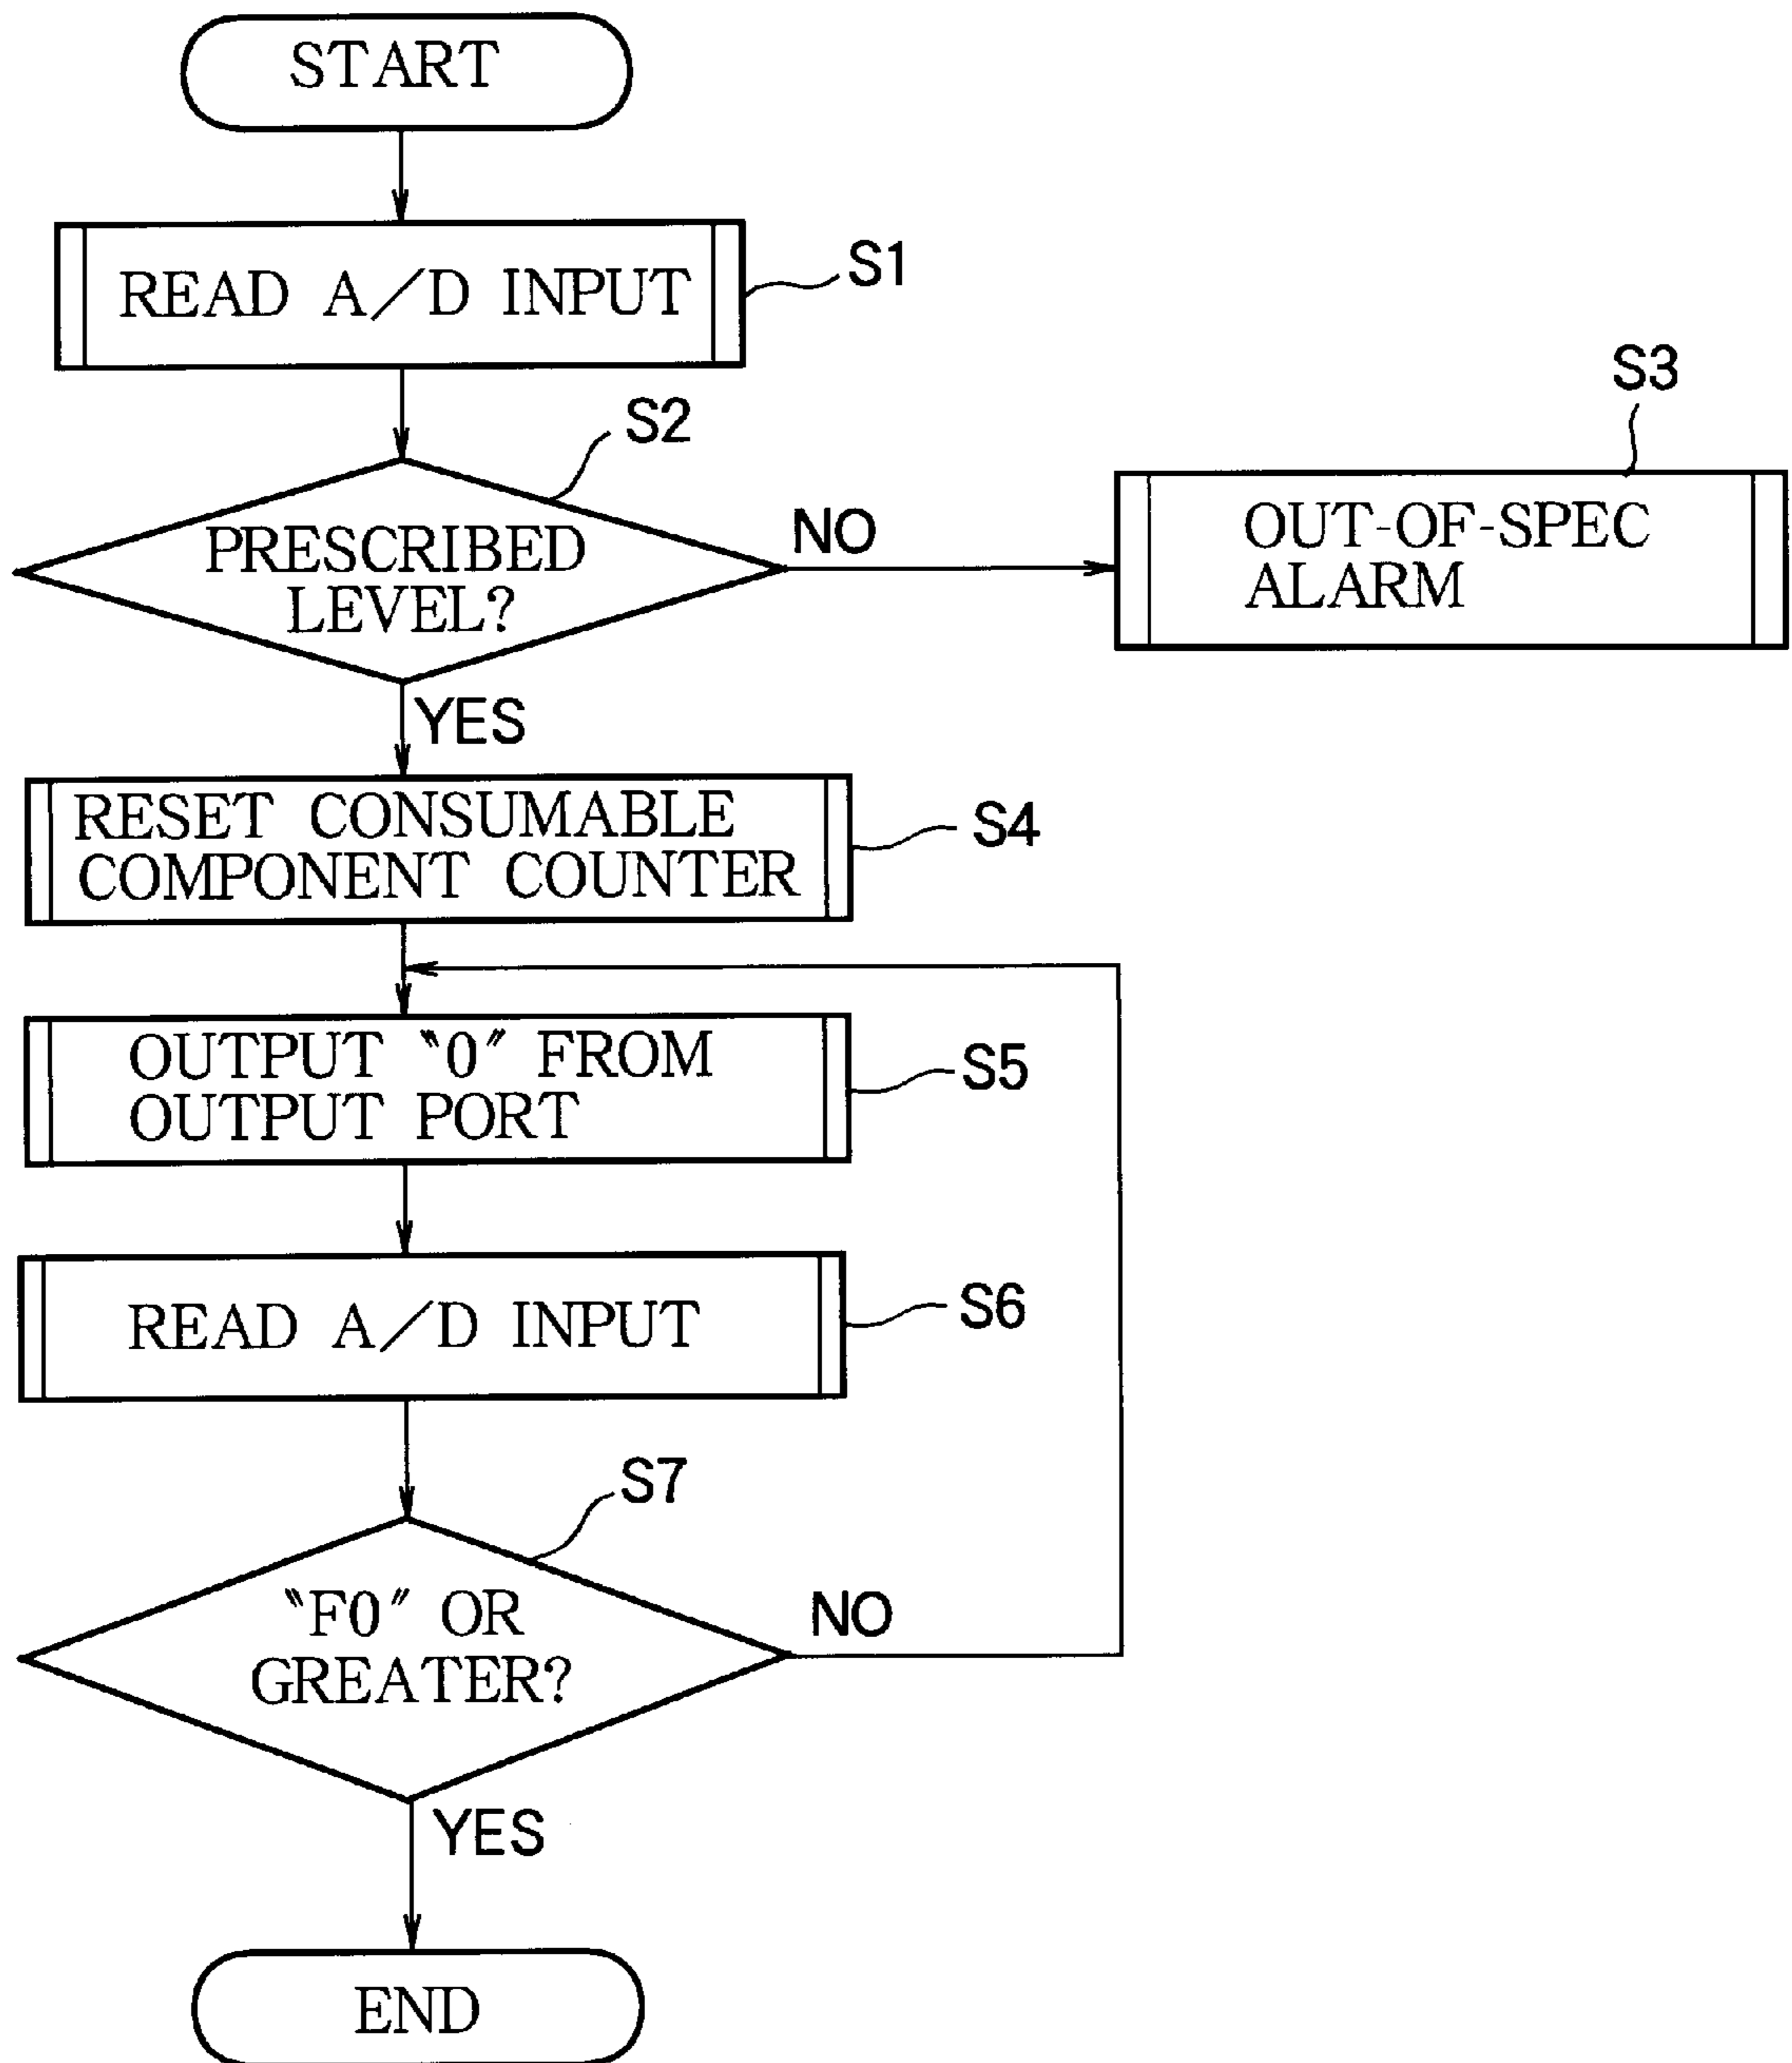 START
READ A/D INPUT
S1
S2
PRESCRIBED
LEVEL?
NO
S3
OUT-OF-SPEC
ALARM
YES
RESET CONSUMABLE
COMPONENT COUNTER
S4
OUTPUT "0" FROM
OUTPUT PORT
S5
READ A/D INPUT
S6
S7
"F0" OR
GREATER?
NO
YES
END